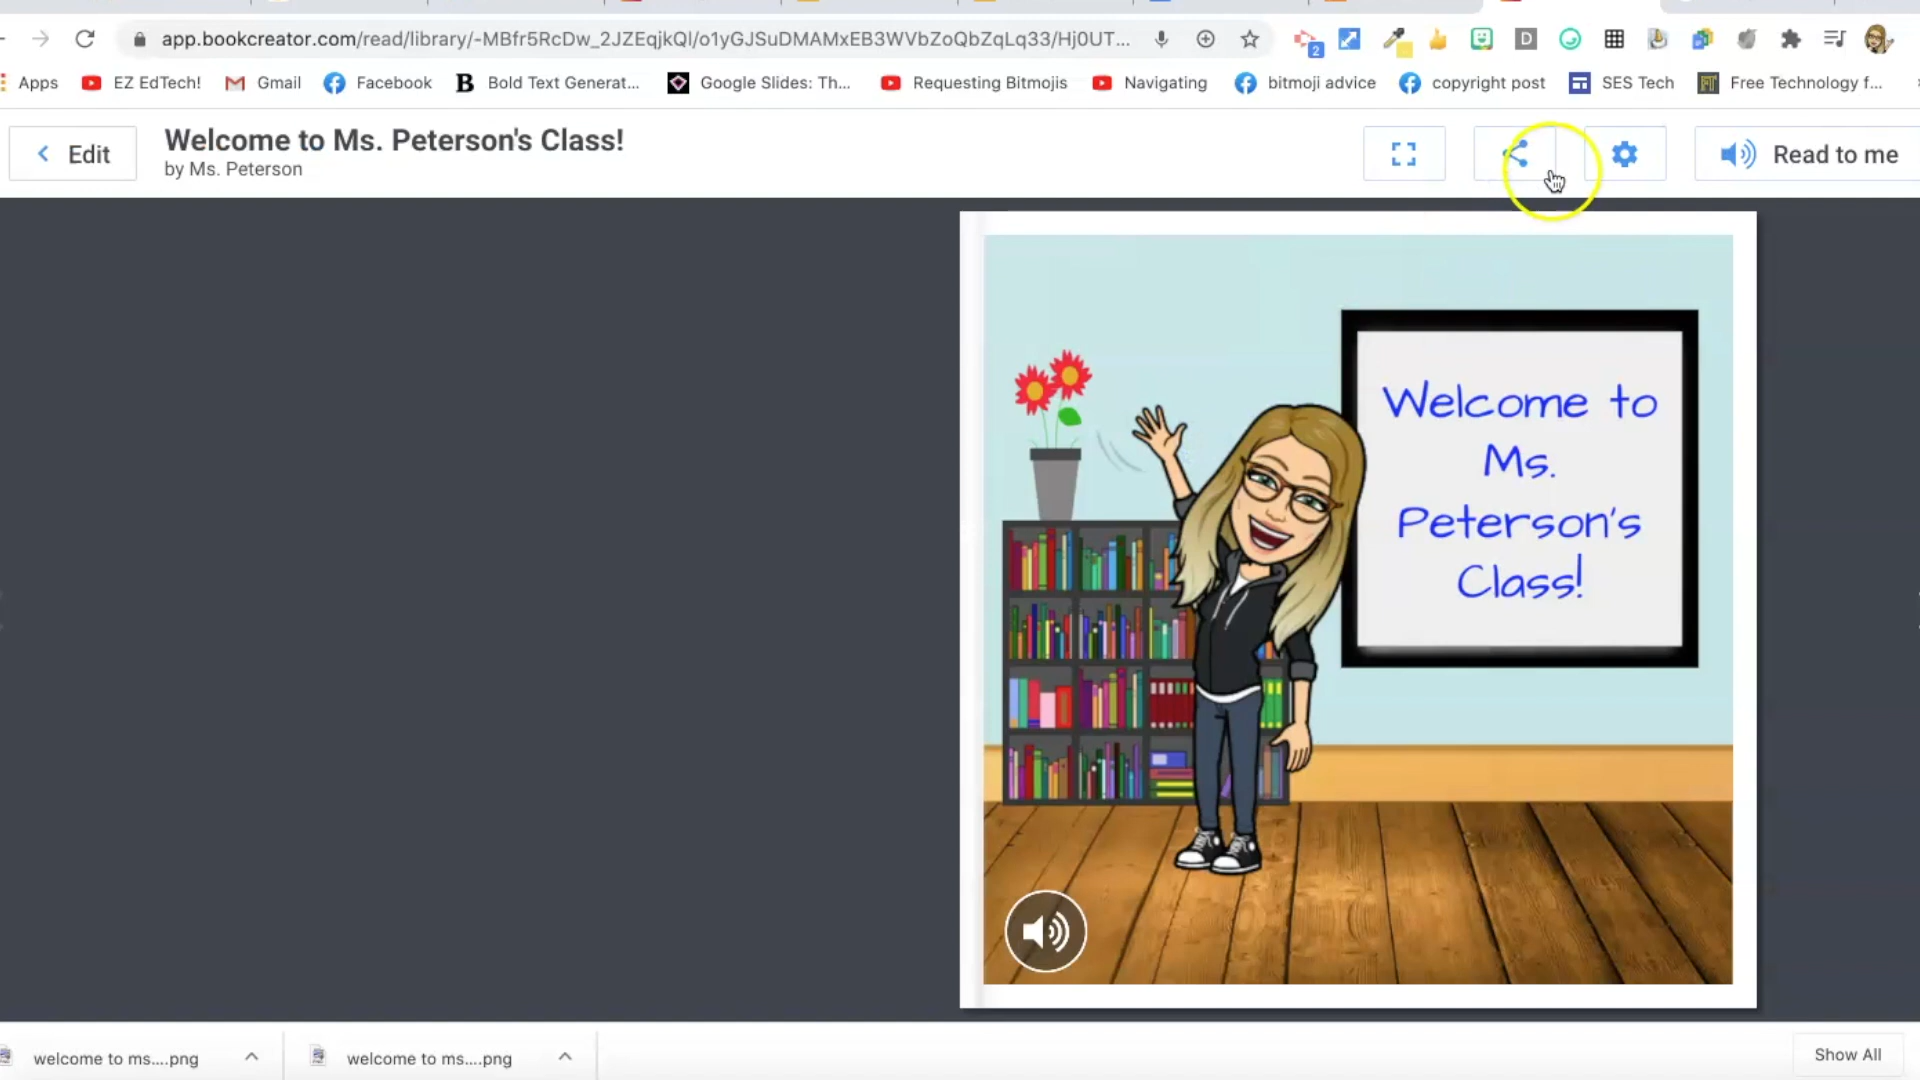 app.bookcreator.com/read/library/-MBfr5RcDw_2JZEqjkQl/o1yGJSuDMAMxEB3WVbZoQbZqLq33/Hj0UT...
2
D
Apps EZ EdTech! Gmail Facebook B Bold Text Generat... Google Slides: Th... Requesting Bitmojis Navigating bitmoji advice copyright post SES Tech FT Free Technology f...
Edit
Welcome to Ms. Peterson's Class!
by Ms. Peterson
Read to me
Welcome to
Ms.
Peterson's
Class!
welcome to ms....png
welcome to ms....png
Show All